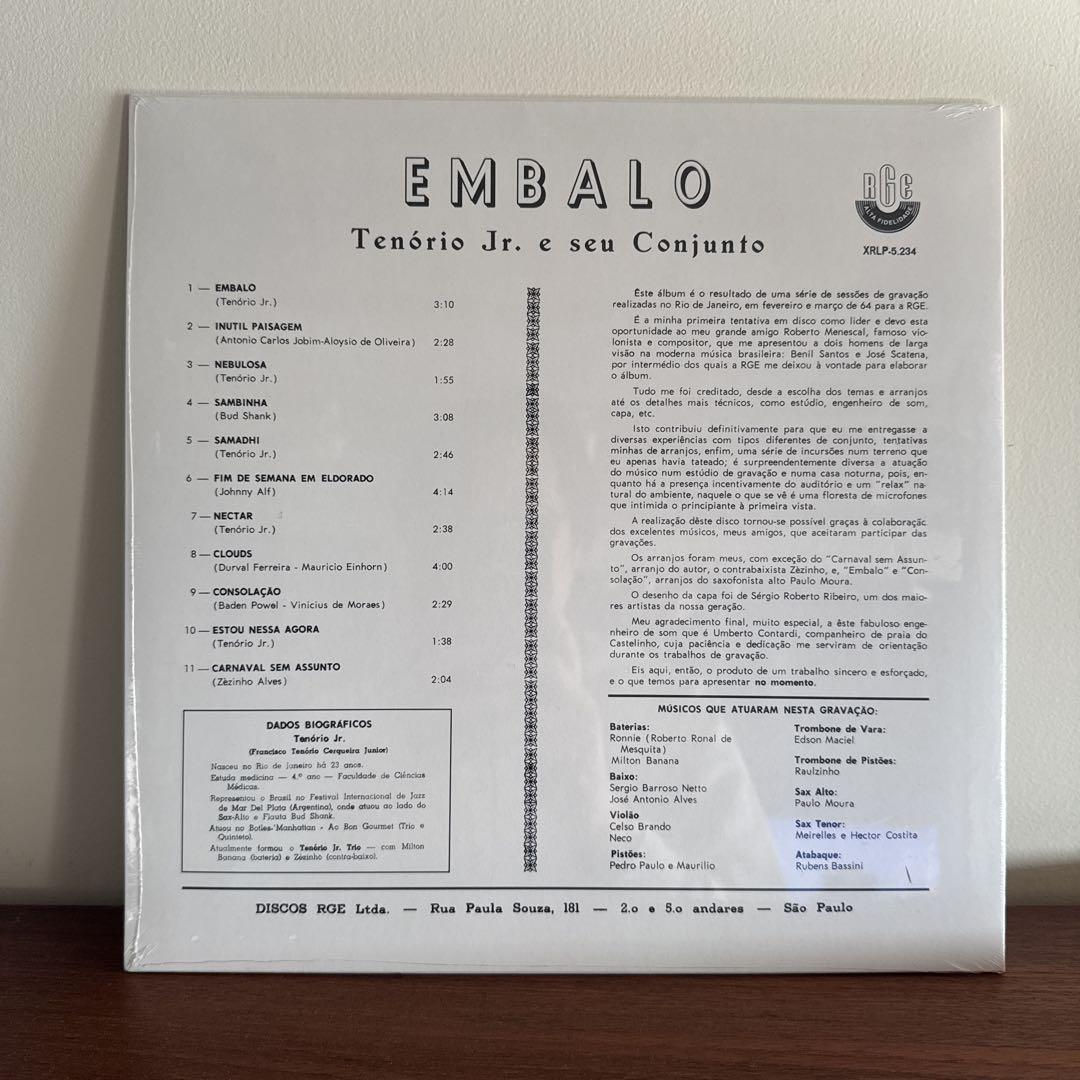 EMBALO
Tenório Jr. e seu Conjunto
RGE
ALTA FIDELIDADE
XRLP-5.234
1 — EMBALO
(Tenório Jr.) 3:10
2 — INUTIL PAISAGEM
(Antonio Carlos Jobim-Aloysio de Oliveira) 2:28
3 — NEBULOSA
(Tenório Jr.) 1:55
4 — SAMBINHA
(Bud Shank) 3:08
5 — SAMADHI
(Tenório Jr.) 2:46
6 — FIM DE SEMANA EM ELDORADO
(Johnny Alf) 4:14
7 — NECTAR
(Tenório Jr.) 2:38
8 — CLOUDS
(Durval Ferreira - Mauricio Einhorn) 4:00
9 — CONSOLAÇÃO
(Baden Powel - Vinicius de Moraes) 2:29
10 — ESTOU NESSA AGORA
(Tenório Jr.) 1:38
11 — CARNAVAL SEM ASSUNTO
(Zèzinho Alves) 2:04
DADOS BIOGRÁFICOS
Tenório Jr.
(Francisco Tenório Cerqueira Junior)
Nasceu no Rio de Janeiro há 23 anos.
Estuda medicina — 4.º ano — Faculdade de Ciências
Médicas.
Representou o Brasil no Festival Internacional de Jazz
de Mar Del Plata (Argentina), onde atuou ao lado do
Sax-Alto e Flauta Bud Shank.
Atuou no Botles-'Manhattan - Ao Bon Gourmet (Trio e
Quinteto).
Atualmente formou o Tenório Jr. Trio — com Milton
Banana (bateria) e Zézinho (contra-baixo).
Êste álbum é o resultado de uma série de sessões de gravação
realizadas no Rio de Janeiro, em fevereiro e março de 64 para a RGE.
É a minha primeira tentativa em disco como lider e devo esta
oportunidade ao meu grande amigo Roberto Menescal, famoso vio-
lonista e compositor, que me apresentou a dois homens de larga
visão na moderna música brasileira: Benil Santos e José Scatena,
por intermédio dos quais a RGE me deixou à vontade para elaborar
o álbum.
Tudo me foi creditado, desde a escolha dos temas e arranjos
até os detalhes mais técnicos, como estúdio, engenheiro de som,
capa, etc.
Isto contribuiu definitivamente para que eu me entregasse a
diversas experiências com tipos diferentes de conjunto, tentativas
minhas de arranjos, enfim, uma série de incursões num terreno que
eu apenas havia tateado; é surpreendentemente diversa a atuação
do músico num estúdio de gravação e numa casa noturna, pois, en-
quanto há a presença incentivamente do auditório e um "relax" na-
tural do ambiente, naquele o que se vê é uma floresta de microfones
que intimida o principiante à primeira vista.
A realização dêste disco tornou-se possível graças à colaboraçãc
dos excelentes músicos, meus amigos, que aceitaram participar das
gravações.
Os arranjos foram meus, com exceção do "Carnaval sem Assun-
to", arranjo do autor, o contrabaixista Zèzinho, e, "Embalo" e "Con-
solação", arranjos do saxofonista alto Paulo Moura.
O desenho da capa foi de Sérgio Roberto Ribeiro, um dos maio-
res artistas da nossa geração.
Meu agradecimento final, muito especial, a êste fabuloso enge-
nheiro de som que é Umberto Contardi, companheiro de praia do
Castelinho, cuja paciência e dedicação me serviram de orientação
durante os trabalhos de gravação.
Eis aqui, então, o produto de um trabalho sincero e esforçado,
e o que temos para apresentar no momento.
MÚSICOS QUE ATUARAM NESTA GRAVAÇÃO:
Baterias:
Ronnie (Roberto Ronal de
Mesquita)
Milton Banana
Baixo:
Sergio Barroso Netto
José Antonio Alves
Violão
Celso Brando
Neco
Pistões:
Pedro Paulo e Maurilio
Trombone de Vara:
Edson Maciel
Trombone de Pistões:
Raulzinho
Sax Alto:
Paulo Moura
Sax Tenor:
Meirelles e Hector Costita
Atabaque:
Rubens Bassini
DISCOS RGE Ltda. — Rua Paula Souza, 181 — 2.o e 5.o andares — São Paulo